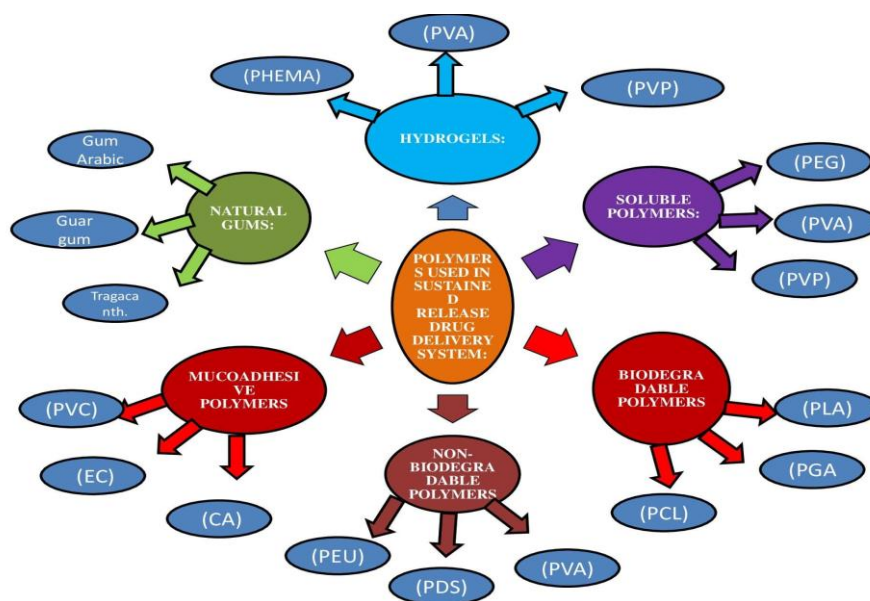 (PVA)
(PHEMA)
(PVP)
HYDROGELS:
Gum
Arabic
Guar
gum
Tragaca
nth.
NATURAL
GUMS:
SOLUBLE
POLYMERS:
(PEG)
(PVA)
(PVP)
POLYMER
S USED IN
SUSTAINE
D
RELEASE
DRUG
DELIVERY
SYSTEM:
MUCOADHESI
VE
POLYMERS
(PVC)
(EC)
(CA)
NON-
BIODEGRA
DABLE
POLYMERS
(PEU)
(PDS)
(PVA)
BIODEGRA
DABLE
POLYMERS
(PLA)
(PGA
(PCL)